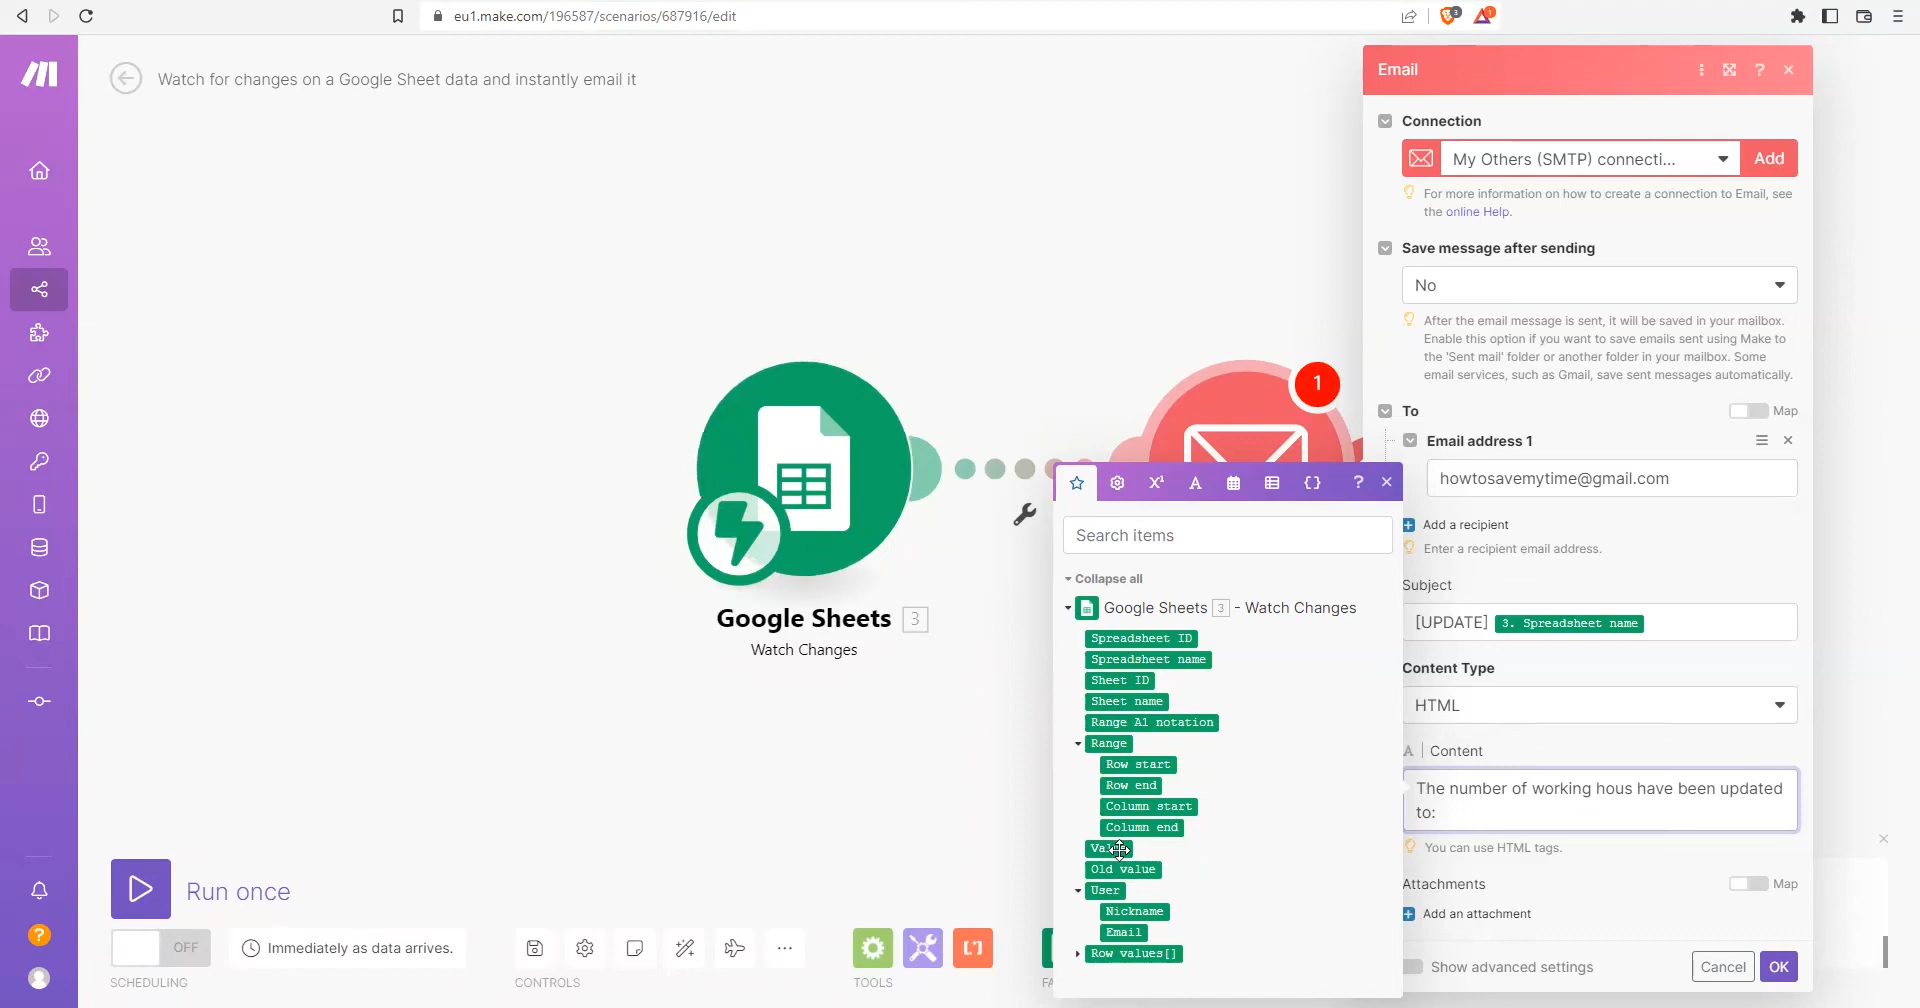 eu1.make.com/196587/scenarios/687916/edit
3
1
Watch for changes on a Google Sheet data and instantly email it
Email
?
Connection
My Others (SMTP) connecti...
Add
For more information on how to create a connection to Email, see
the online Help.
Save message after sending
No
After the email message is sent, it will be saved in your mailbox.
Enable this option if you want to save emails sent using Make to
the 'Sent mail' folder or another folder in your mailbox. Some
email services, such as Gmail, save sent messages automatically.
To
Map
Email address 1
howtosavemytime@gmail.com
Add a recipient
Enter a recipient email address.
Subject
[UPDATE] 3. Spreadsheet name
Content Type
HTML
A | Content
The number of working hous have been updated
to:
You can use HTML tags.
Attachments
Map
Add an attachment
Show advanced settings
Cancel
OK
1
Google Sheets 3
Watch Changes
X¹
A
{}
?
Search items
Collapse all
Google Sheets 3 - Watch Changes
Spreadsheet ID
Spreadsheet name
Sheet ID
Sheet name
Range A1 notation
Range
Row start
Row end
Column start
Column end
Old value
User
Nickname
Email
Row values[]
Run once
OFF
Immediately as data arrives.
SCHEDULING
CONTROLS
TOOLS
?